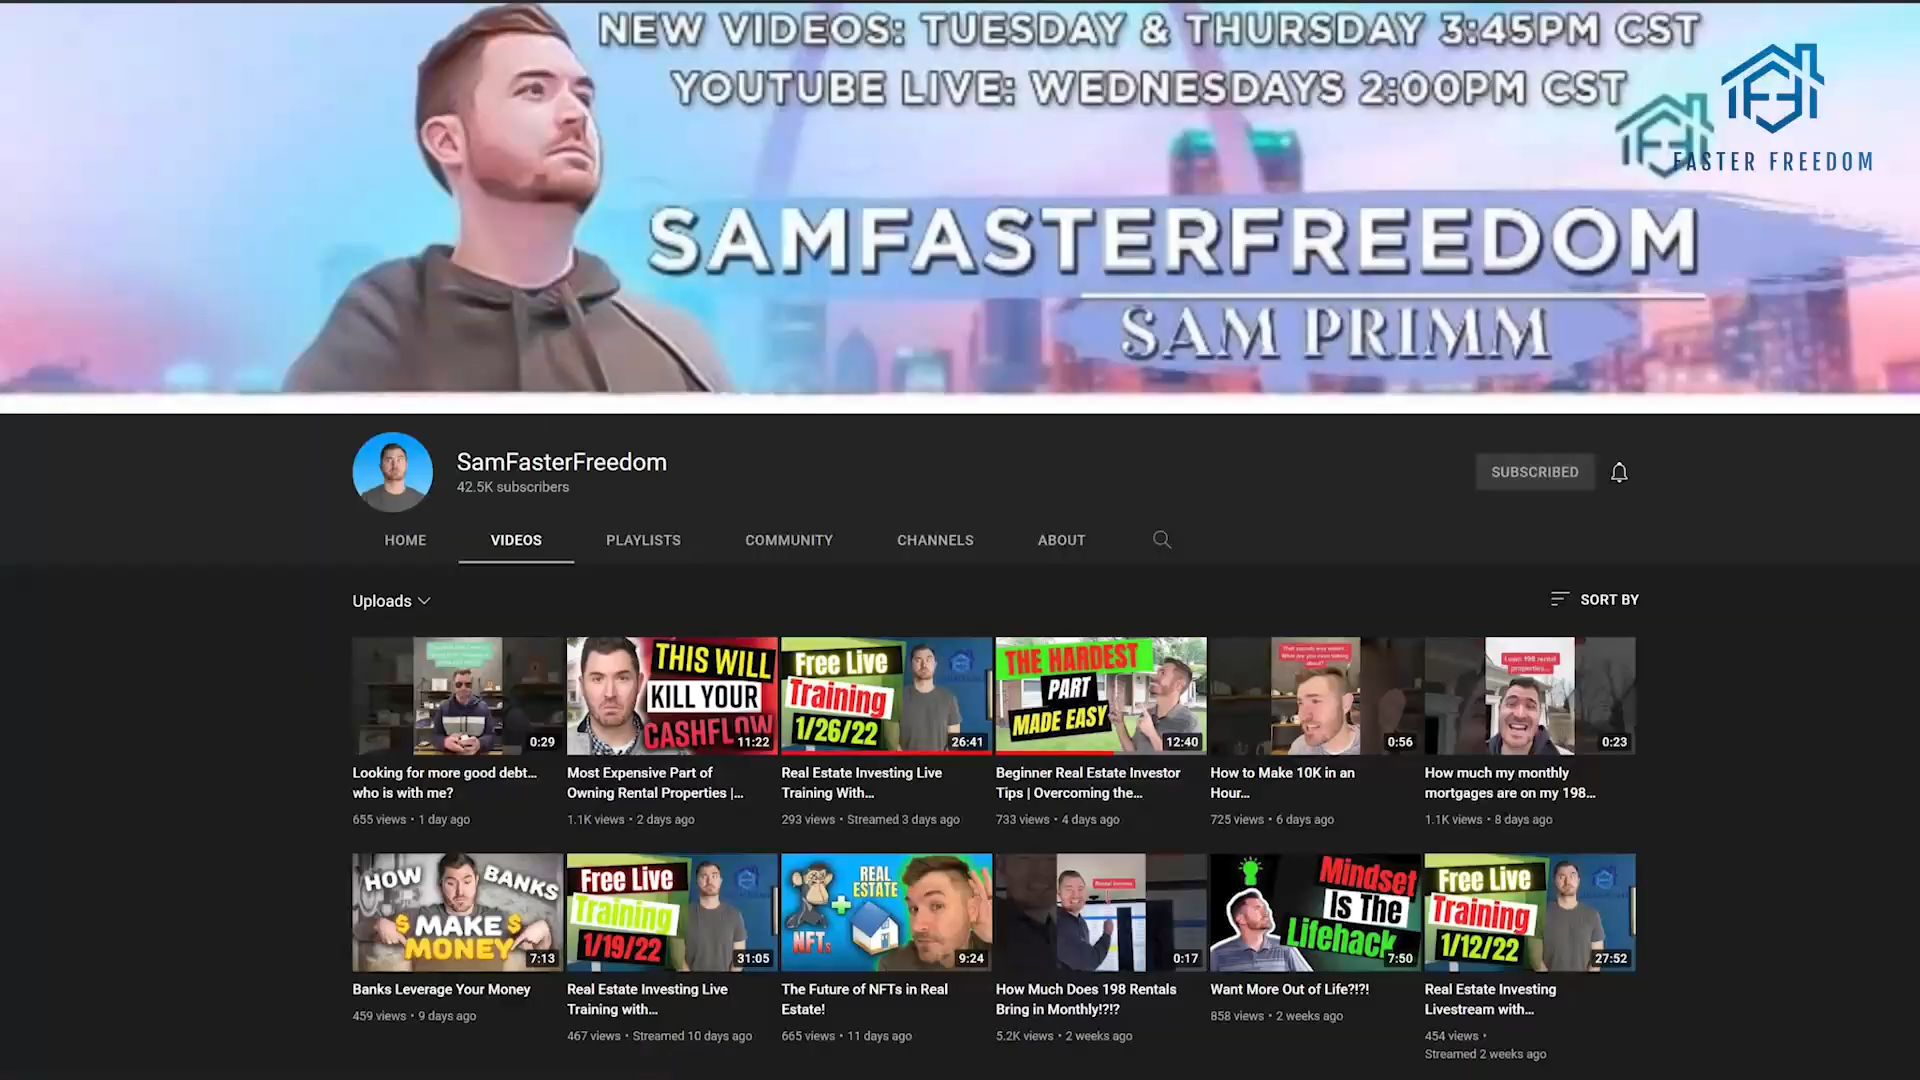 NEW VIDEOS: TUESDAY & THURSDAY 3:45PM CST
YOUTUBE LIVE: WEDNESDAYS 2:00PM CST
FASTER FREEDOM
SAMFASTERFREEDOM
SAM PRIMM
SamFasterFreedom
42.5K subscribers
SUBSCRIBED
HOME VIDEOS PLAYLISTS COMMUNITY CHANNELS ABOUT
Uploads
SORT BY
0:29
THIS WILL
KILL YOUR
CASHFLOW
11:22
Free Live
Training
1/26/22
26:41
THE HARDEST
PART
MADE EASY
12:40
0:56
I own 198 rental
properties...
0:23
Looking for more good debt...
who is with me?
655 views • 1 day ago
Most Expensive Part of
Owning Rental Properties |...
1.1K views • 2 days ago
Real Estate Investing Live
Training With...
293 views • Streamed 3 days ago
Beginner Real Estate Investor
Tips | Overcoming the...
733 views • 4 days ago
How to Make 10K in an
Hour...
725 views • 6 days ago
How much my monthly
mortgages are on my 198...
1.1K views • 8 days ago
HOW BANKS
$ MAKE $
MONEY
7:13
Free Live
Training
1/19/22
31:05
REAL
ESTATE
+
NFTs
9:24
0:17
Mindset
Is The
Lifehack
7:50
Free Live
Training
1/12/22
27:52
Banks Leverage Your Money
459 views • 9 days ago
Real Estate Investing Live
Training with...
467 views • Streamed 10 days ago
The Future of NFTs in Real
Estate!
665 views • 11 days ago
How Much Does 198 Rentals
Bring in Monthly!?!?
5.2K views • 2 weeks ago
Want More Out of Life?!?!
858 views • 2 weeks ago
Real Estate Investing
Livestream with...
454 views •
Streamed 2 weeks ago